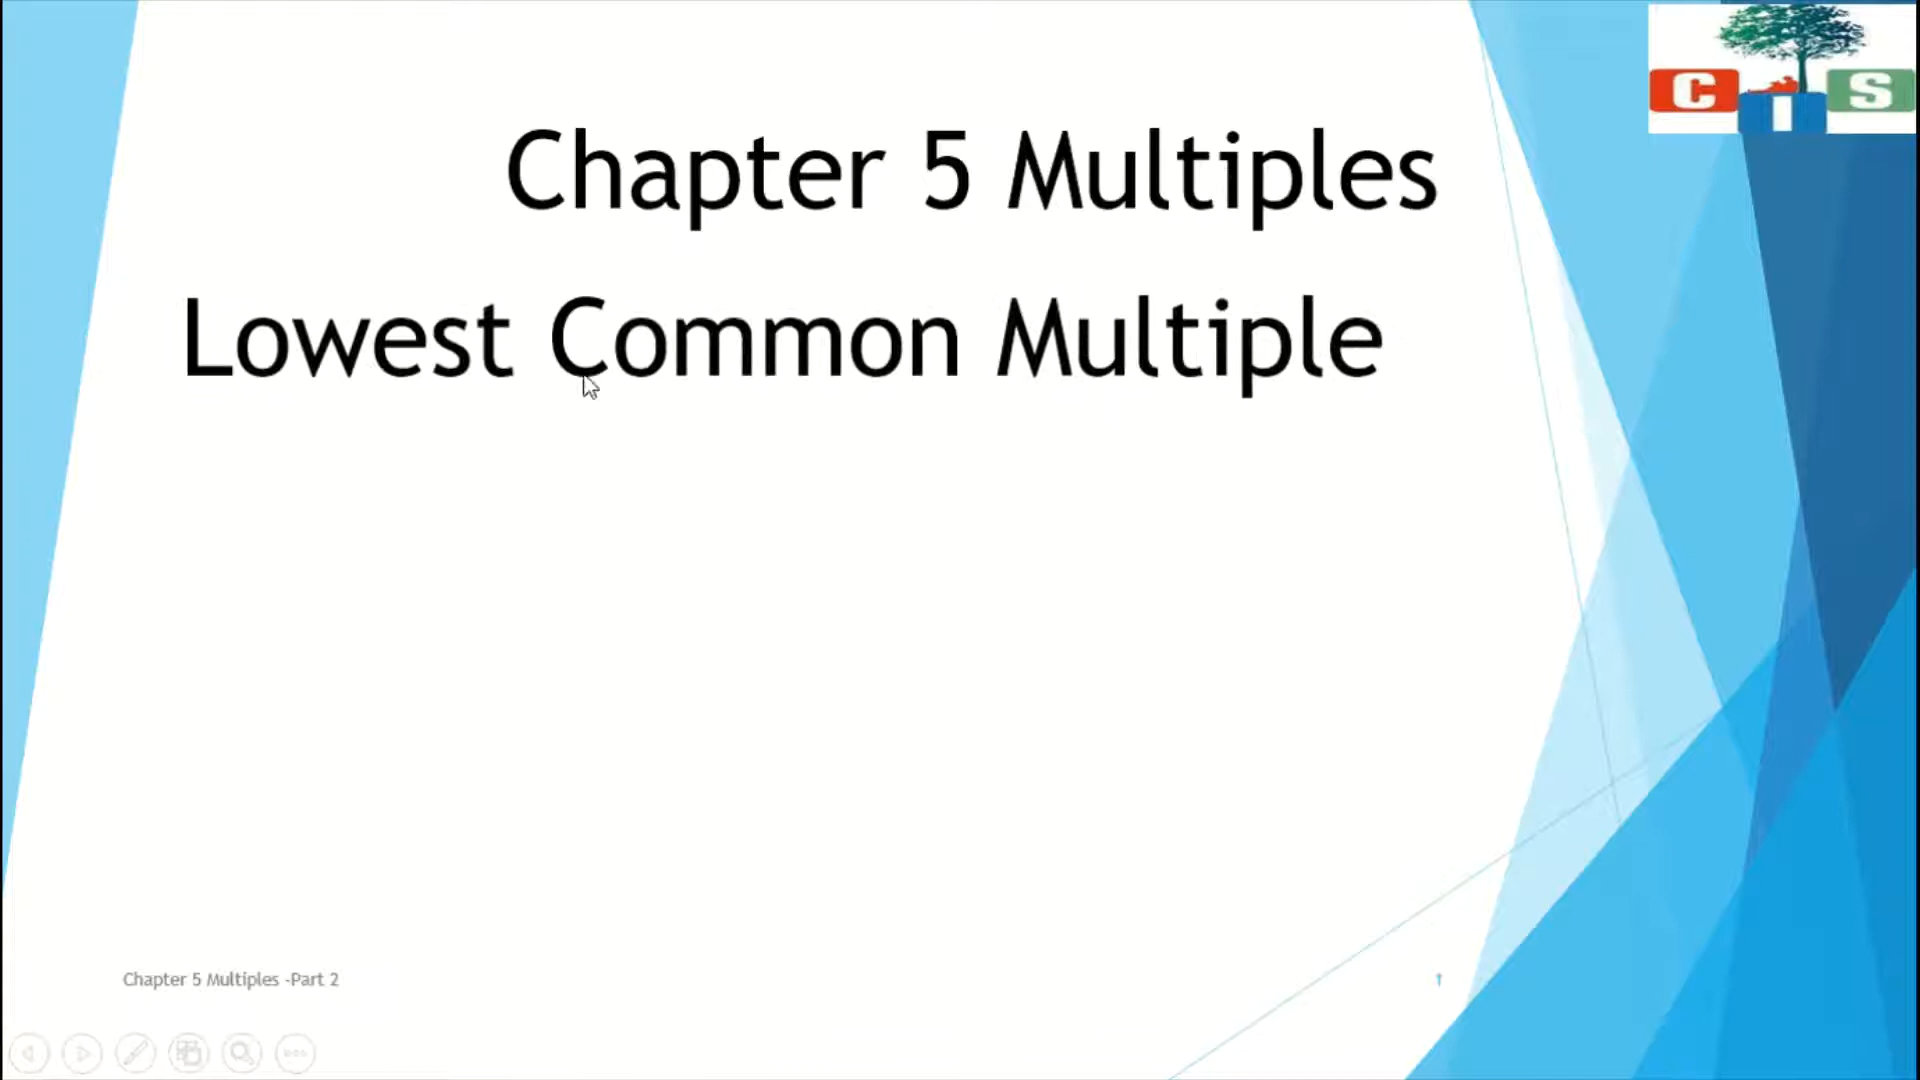 C I S
Chapter 5 Multiples
Lowest Common Multiple
Chapter 5 Multiples -Part 2
1